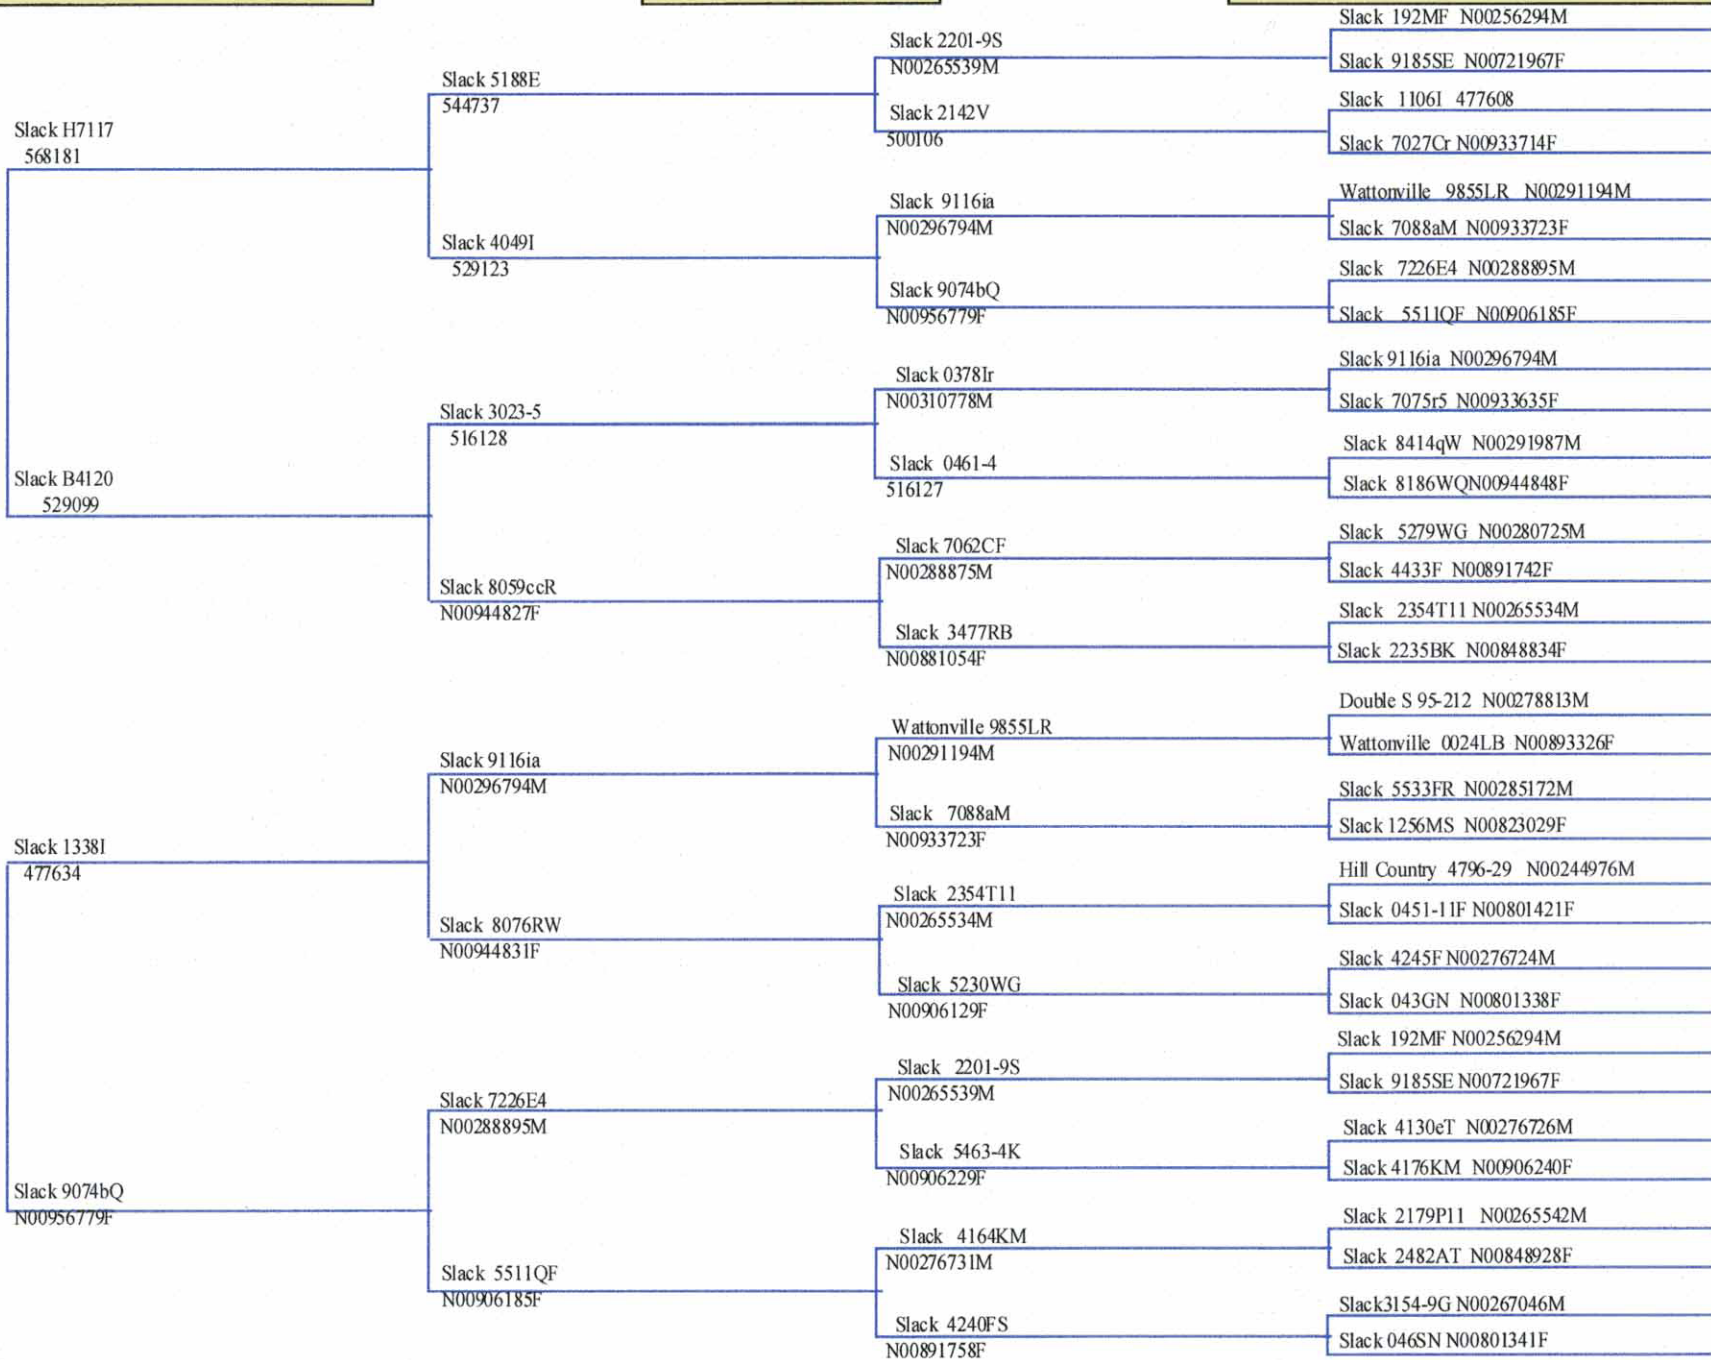 Slack H7117
568181
Slack B4120
529099
Slack 1338I
477634
Slack 9074bQ
N00956779F
Slack 5188E
544737
Slack 4049I
529123
Slack 3023-5
516128
Slack 8059ccR
N00944827F
Slack 9116ia
N00296794M
Slack 8076RW
N00944831F
Slack 7226E4
N00288895M
Slack 5511QF
N00906185F
Slack 2201-9S
N00265539M
Slack 2142V
500106
Slack 9116ia
N00296794M
Slack 9074bQ
N00956779F
Slack 0378Ir
N00310778M
Slack 0461-4
516127
Slack 7062CF
N00288875M
Slack 3477RB
N00881054F
Wattonville 9855LR
N00291194M
Slack 7088aM
N00933723F
Slack 2354T11
N00265534M
Slack 5230WG
N00906129F
Slack 2201-9S
N00265539M
Slack 5463-4K
N00906229F
Slack 4164KM
N00276731M
Slack 4240FS
N00891758F
Slack 192MF N00256294M
Slack 9185SE N00721967F
Slack 1106I 477608
Slack 7027Cr N00933714F
Wattonville 9855LR N00291194M
Slack 7088aM N00933723F
Slack 7226E4 N00288895M
Slack 5511QF N00906185F
Slack 9116ia N00296794M
Slack 7075r5 N00933635F
Slack 8414qW N00291987M
Slack 8186WQN00944848F
Slack 5279WG N00280725M
Slack 4433F N00891742F
Slack 2354T11 N00265534M
Slack 2235BK N00848834F
Double S 95-212 N00278813M
Wattonville 0024LB N00893326F
Slack 5533FR N00285172M
Slack 1256MS N00823029F
Hill Country 4796-29 N00244976M
Slack 0451-11F N00801421F
Slack 4245F N00276724M
Slack 043GN N00801338F
Slack 192MF N00256294M
Slack 9185SE N00721967F
Slack 4130eT N00276726M
Slack 4176KM N00906240F
Slack 2179P11 N00265542M
Slack 2482AT N00848928F
Slack3154-9G N00267046M
Slack 046SN N00801341F